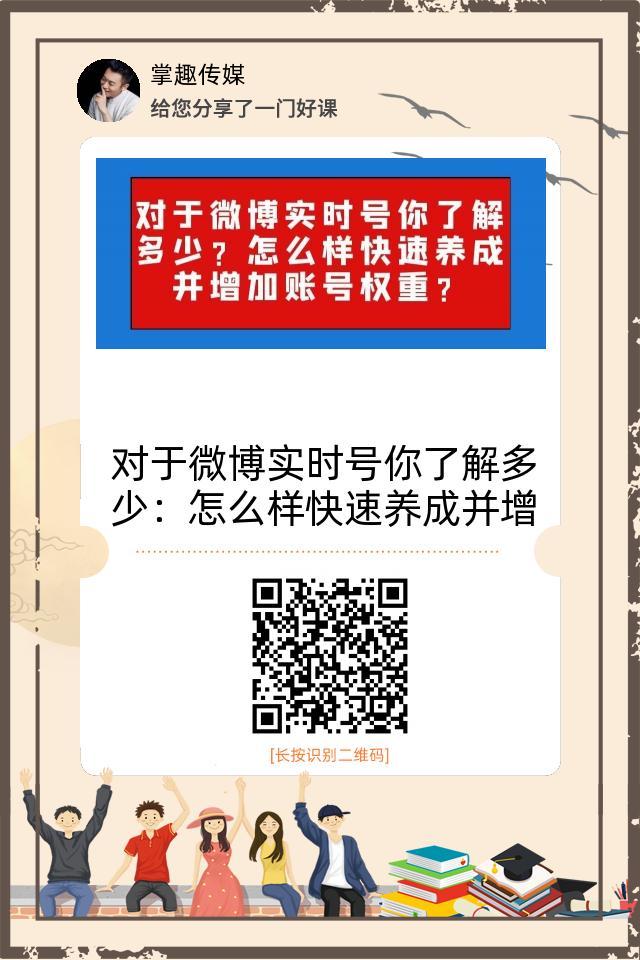 掌趣传媒
给您分享了一门好课
对于微博实时号你了解
多少？怎么样快速养成
并增加账号权重？
对于微博实时号你了解多
少：怎么样快速养成并增
[长按识别二维码]